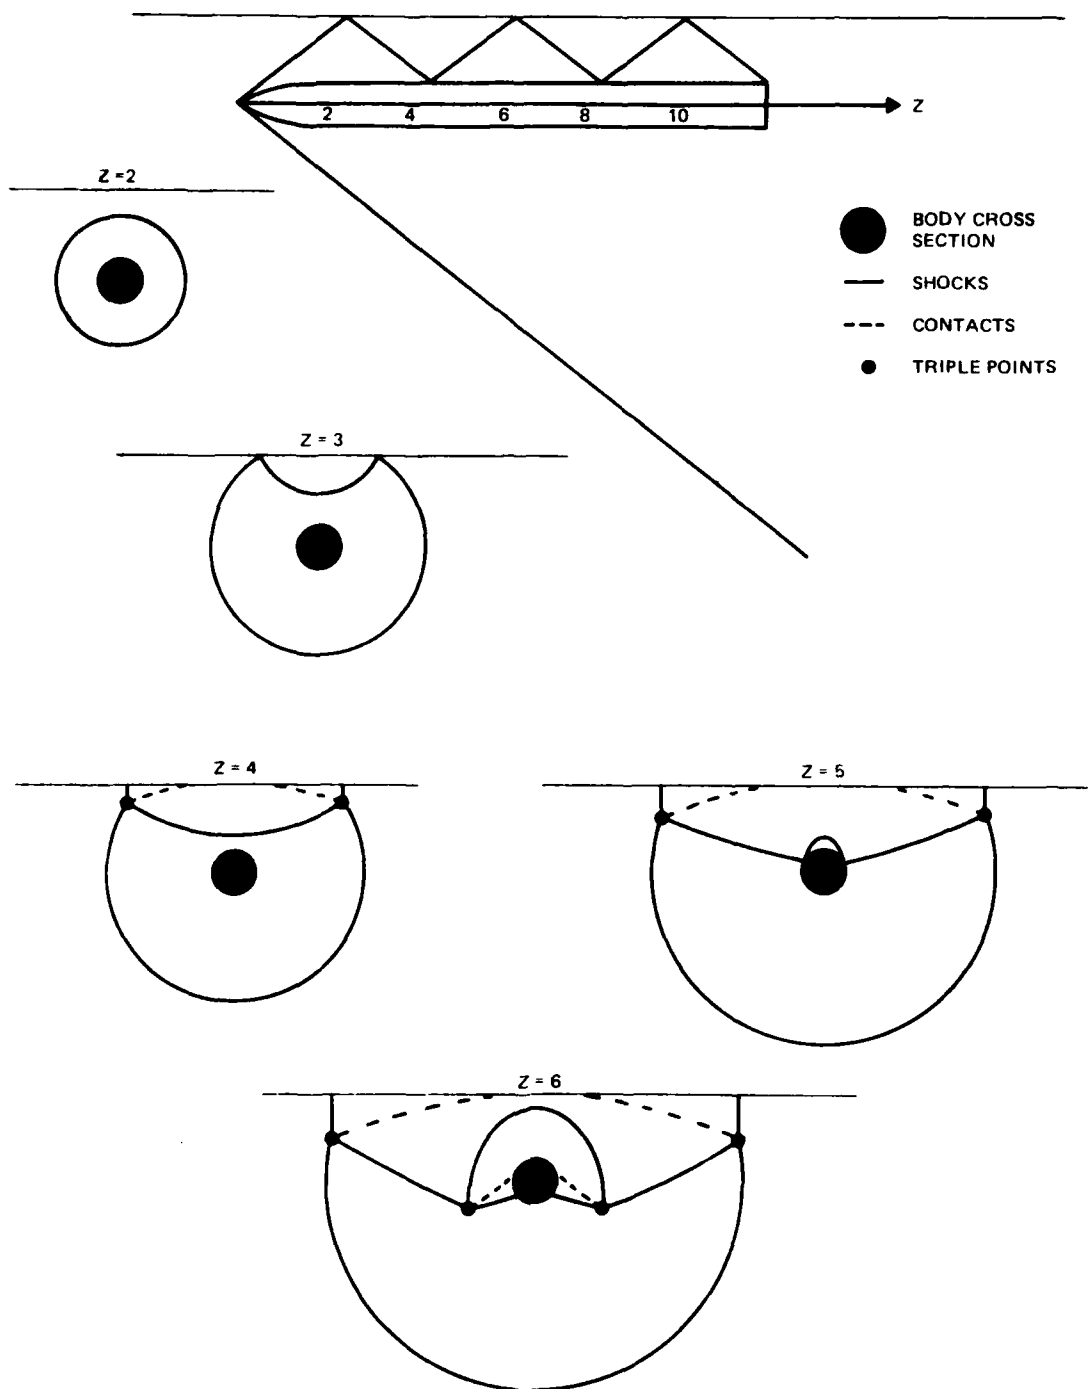 2 4 6 8 10 Z
Z =2
BODY CROSS
SECTION
SHOCKS
CONTACTS
TRIPLE POINTS
Z = 3
Z = 4
Z = 5
Z = 6